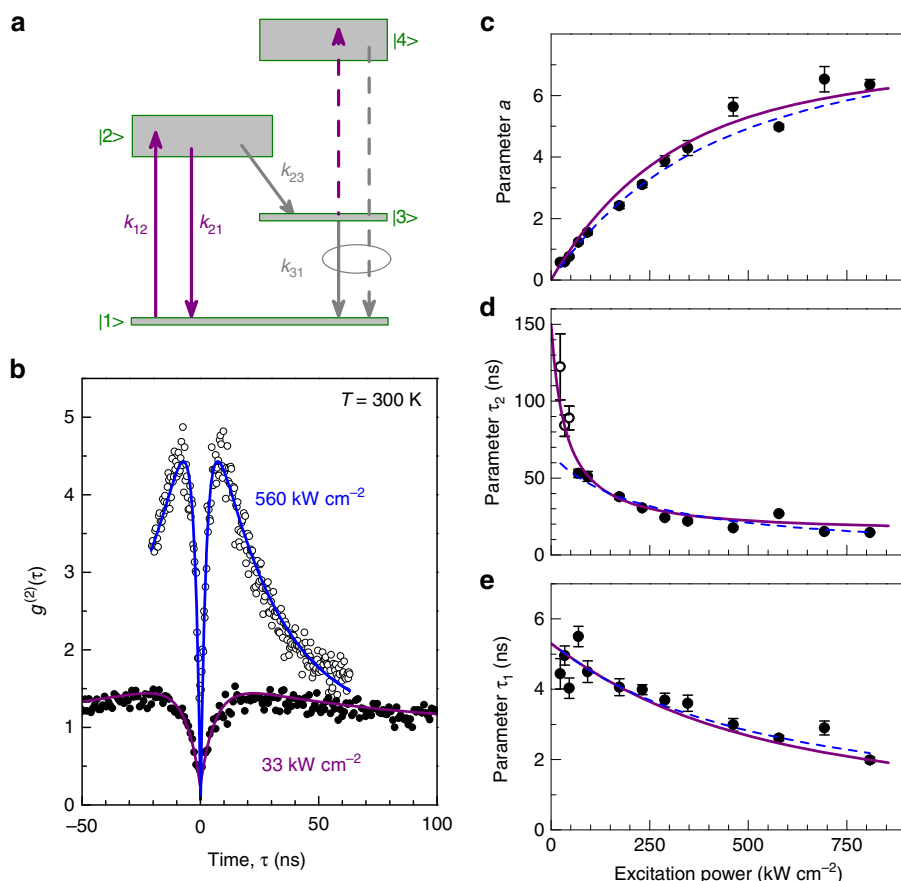 a
|4>
|2>
k23
k12
k21
|3>
k31
|1>
b
T = 300 K
5
4
3
2
1
0
g(2)(τ)
560 kW cm−2
33 kW cm−2
−50
0
50
100
Time, τ (ns)
c
6
4
2
0
Parameter a
d
150
100
50
0
Parameter τ2 (ns)
e
6
4
2
0
Parameter τ1 (ns)
0
250
500
750
Excitation power (kW cm−2)